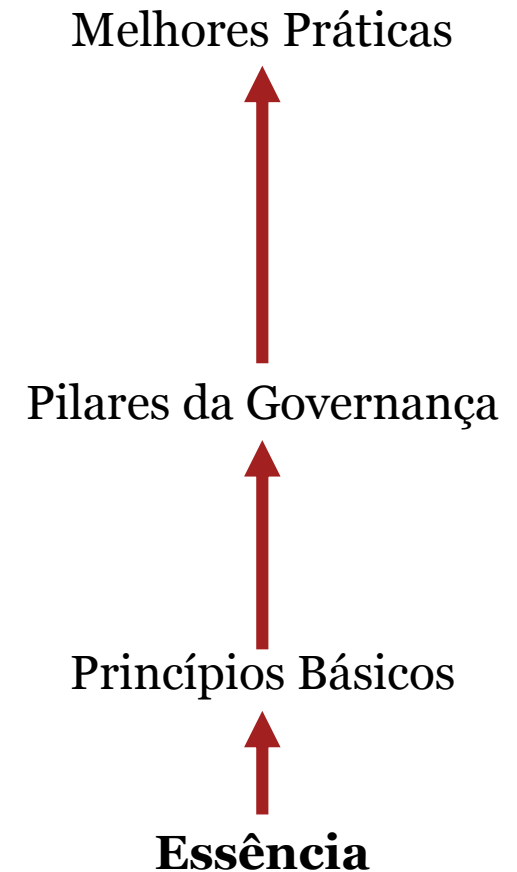 Melhores Práticas
Pilares da Governança
Princípios Básicos
Essência